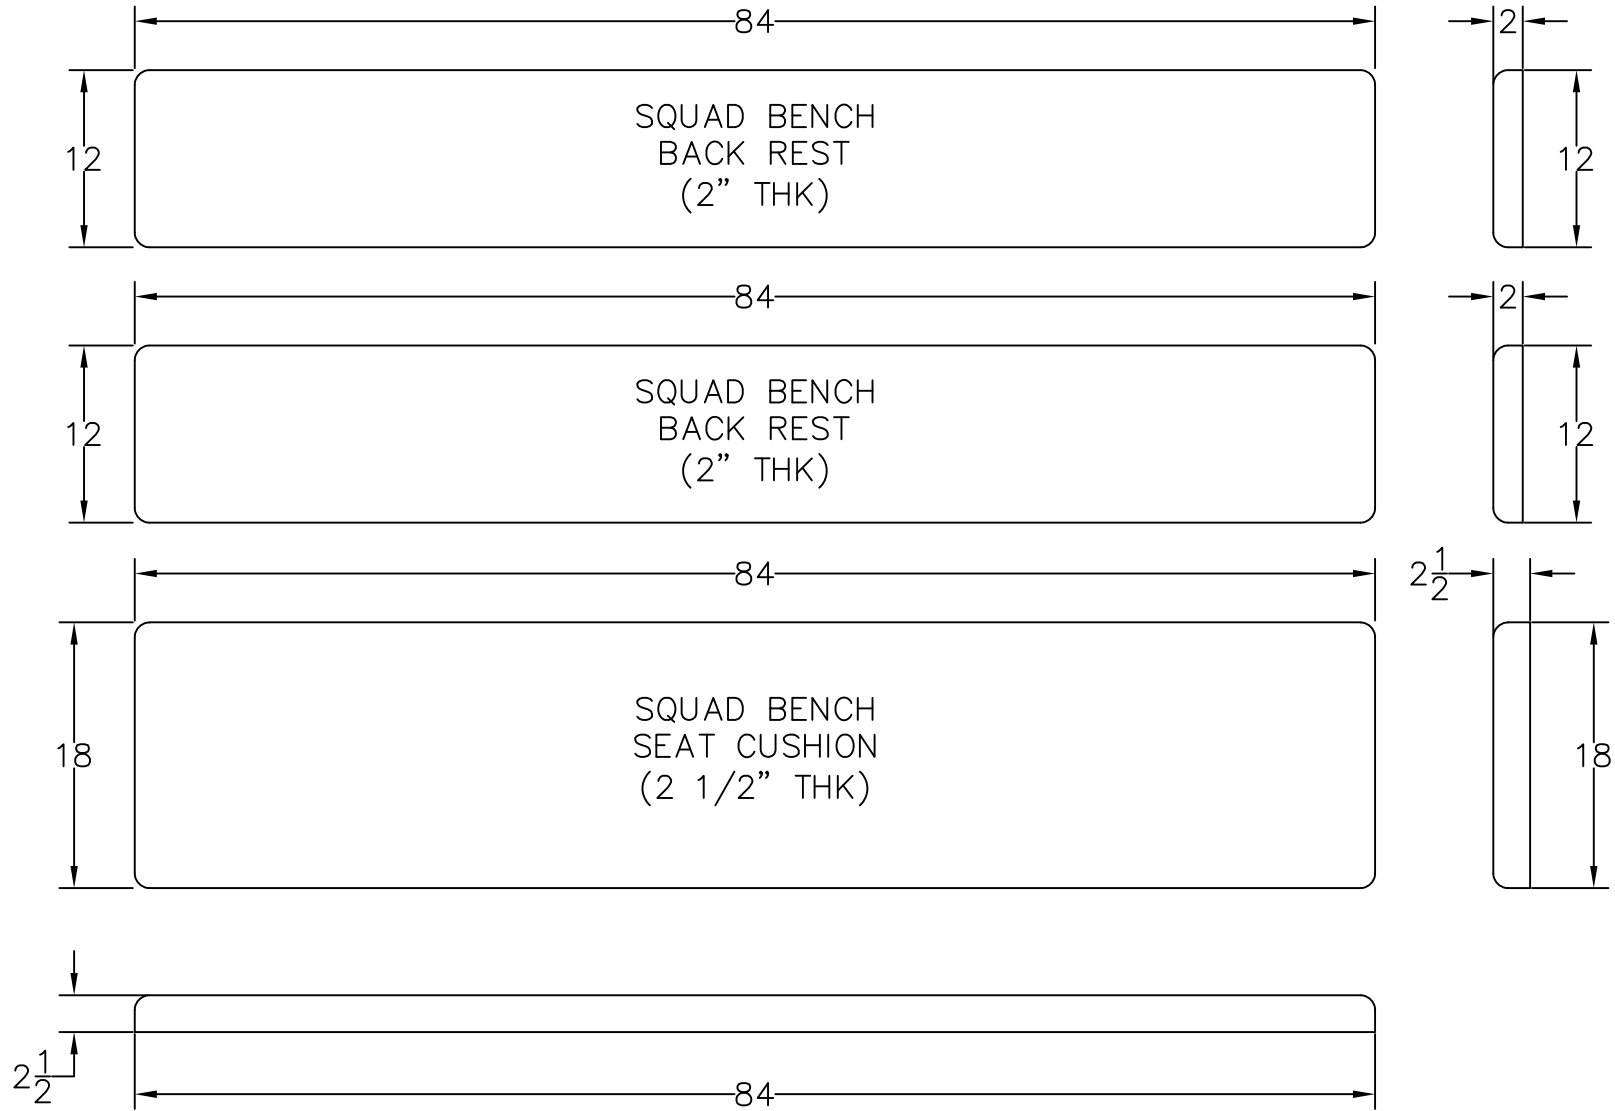 84
2
SQUAD BENCH
BACK REST
(2” THK)
12
12
84
2
SQUAD BENCH
BACK REST
(2” THK)
12
12
84
2 1/2
SQUAD BENCH
SEAT CUSHION
(2 1/2” THK)
18
18
2 1/2
84